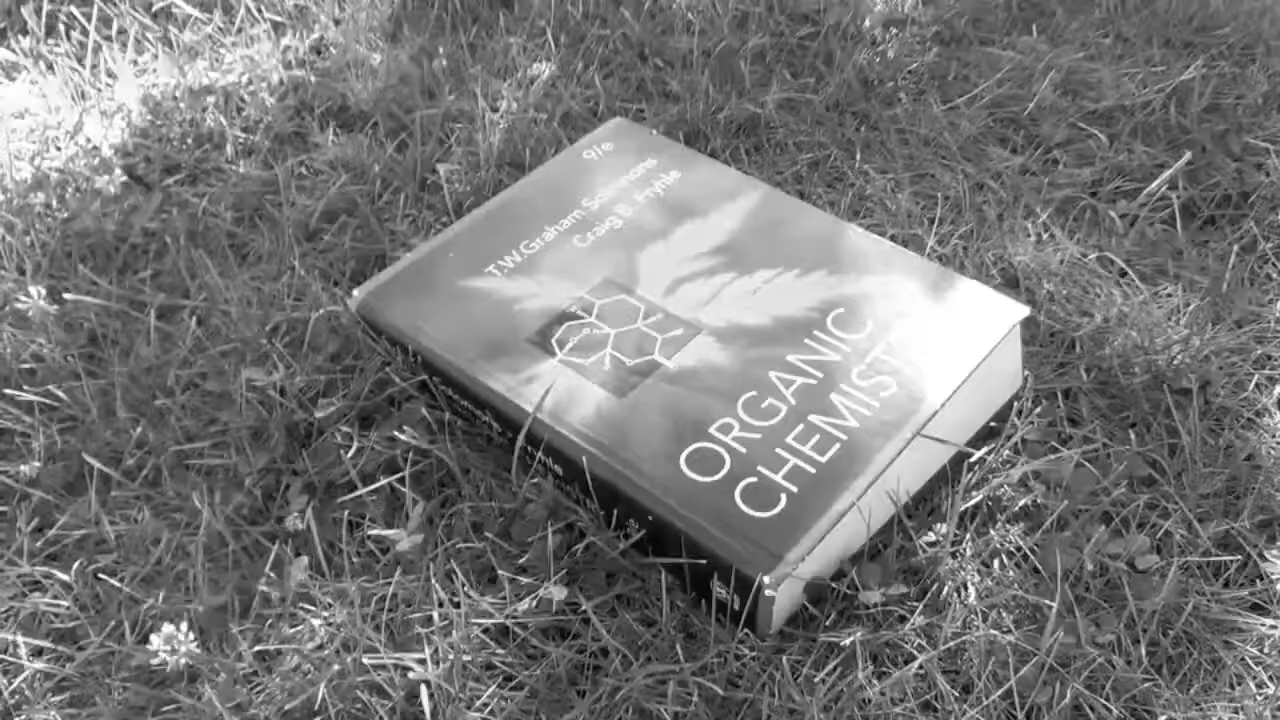 9/e
T.W.Graham Solomons
Craig B. Fryhle
ORGANIC
CHEMIST